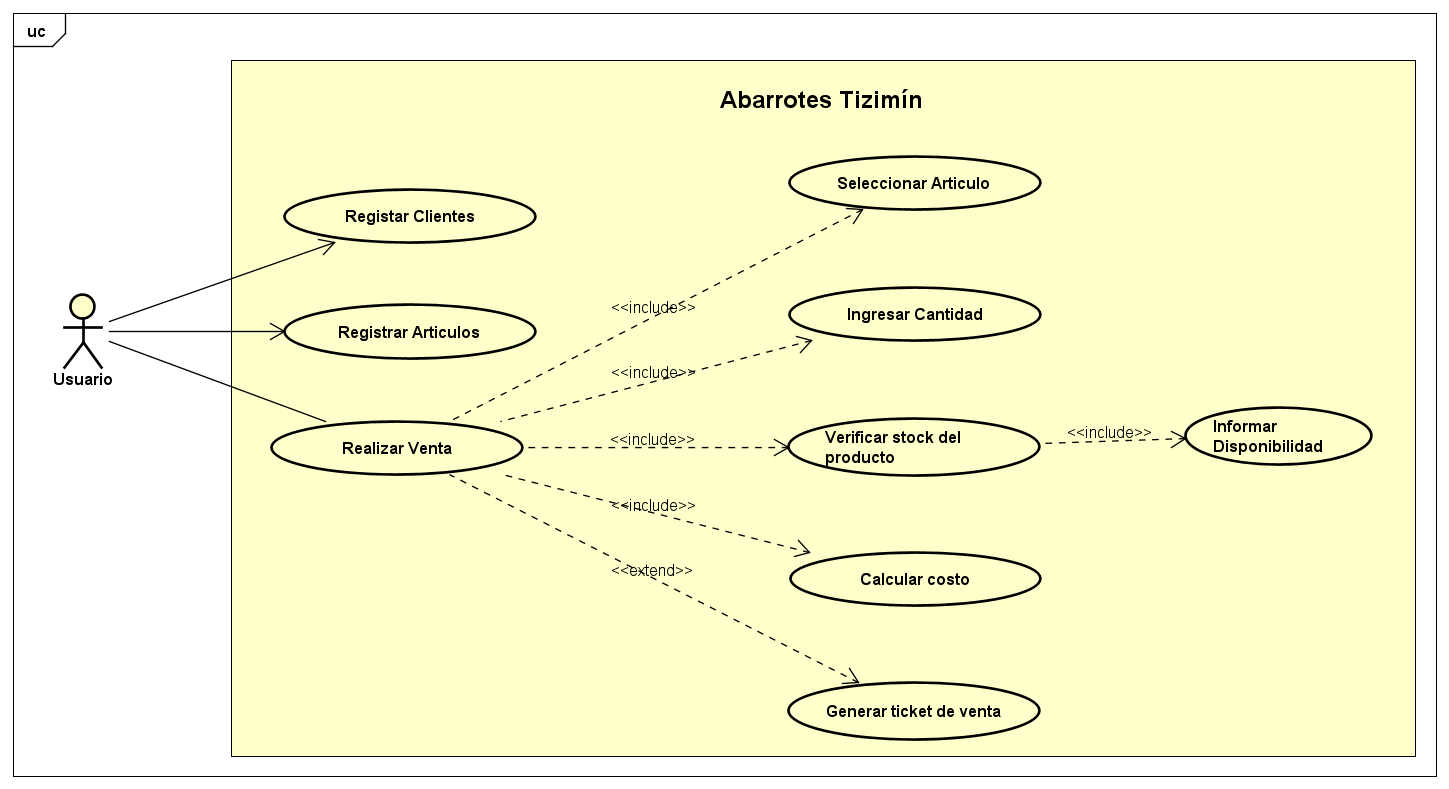 uc
Abarrotes Tizimín
Seleccionar Articulo
Registar Clientes
<<include>>
Ingresar Cantidad
Registrar Articulos
Usuario
<<include>>
Realizar Venta
<<include>>
Verificar stock del
producto
<<include>>
Informar
Disponibilidad
<<include>>
Calcular costo
<<extend>>
Generar ticket de venta